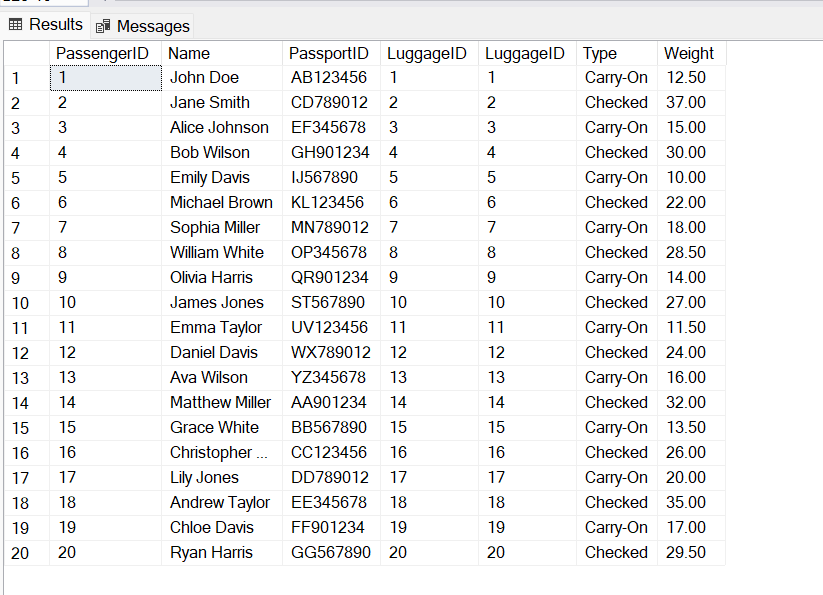 Results Messages
PassengerID Name PassportID LuggageID LuggageID Type Weight
1 1 John Doe AB123456 1 1 Carry-On 12.50
2 2 Jane Smith CD789012 2 2 Checked 37.00
3 3 Alice Johnson EF345678 3 3 Carry-On 15.00
4 4 Bob Wilson GH901234 4 4 Checked 30.00
5 5 Emily Davis IJ567890 5 5 Carry-On 10.00
6 6 Michael Brown KL123456 6 6 Checked 22.00
7 7 Sophia Miller MN789012 7 7 Carry-On 18.00
8 8 William White OP345678 8 8 Checked 28.50
9 9 Olivia Harris QR901234 9 9 Carry-On 14.00
10 10 James Jones ST567890 10 10 Checked 27.00
11 11 Emma Taylor UV123456 11 11 Carry-On 11.50
12 12 Daniel Davis WX789012 12 12 Checked 24.00
13 13 Ava Wilson YZ345678 13 13 Carry-On 16.00
14 14 Matthew Miller AA901234 14 14 Checked 32.00
15 15 Grace White BB567890 15 15 Carry-On 13.50
16 16 Christopher ... CC123456 16 16 Checked 26.00
17 17 Lily Jones DD789012 17 17 Carry-On 20.00
18 18 Andrew Taylor EE345678 18 18 Checked 35.00
19 19 Chloe Davis FF901234 19 19 Carry-On 17.00
20 20 Ryan Harris GG567890 20 20 Checked 29.50